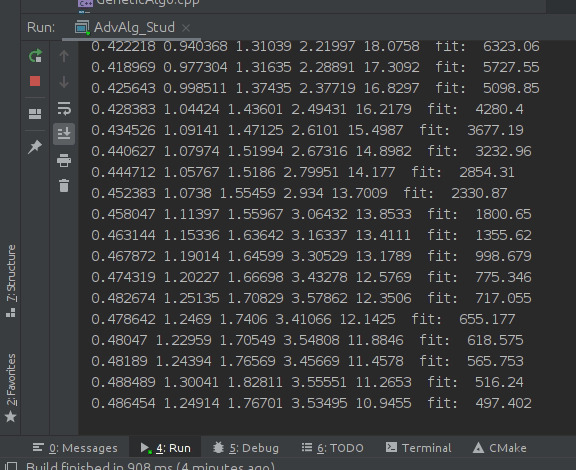 GeneticAlgo.cpp
Run: AdvAlg_Stud
0.422218 0.940368 1.31039 2.21997 18.0758 fit: 6323.06
0.418969 0.977304 1.31635 2.28891 17.3092 fit: 5727.55
0.425643 0.998511 1.37435 2.37719 16.8297 fit: 5098.85
0.428383 1.04424 1.43601 2.49431 16.2179 fit: 4280.4
0.434526 1.09141 1.47125 2.6101 15.4987 fit: 3677.19
0.440627 1.07974 1.51994 2.67316 14.8982 fit: 3232.96
0.444712 1.05767 1.5186 2.79951 14.177 fit: 2854.31
0.452383 1.0738 1.55459 2.934 13.7009 fit: 2330.87
0.458047 1.11397 1.55967 3.06432 13.8533 fit: 1800.65
0.463144 1.15336 1.63642 3.16337 13.4111 fit: 1355.62
0.467872 1.19014 1.64599 3.30529 13.1789 fit: 998.679
0.474319 1.20227 1.66698 3.43278 12.5769 fit: 775.346
0.482674 1.25135 1.70829 3.57862 12.3506 fit: 717.055
0.478642 1.2469 1.7406 3.41066 12.1425 fit: 655.177
0.48047 1.22959 1.70549 3.54808 11.8846 fit: 618.575
0.48189 1.24394 1.76569 3.45669 11.4578 fit: 565.753
0.488489 1.30041 1.82811 3.55551 11.2653 fit: 516.24
0.486454 1.24914 1.76701 3.53495 10.9455 fit: 497.402
7: Structure
2: Favorites
0: Messages 4: Run 5: Debug 6: TODO Terminal CMake
Build finished in 908 ms (4 minutes ago)